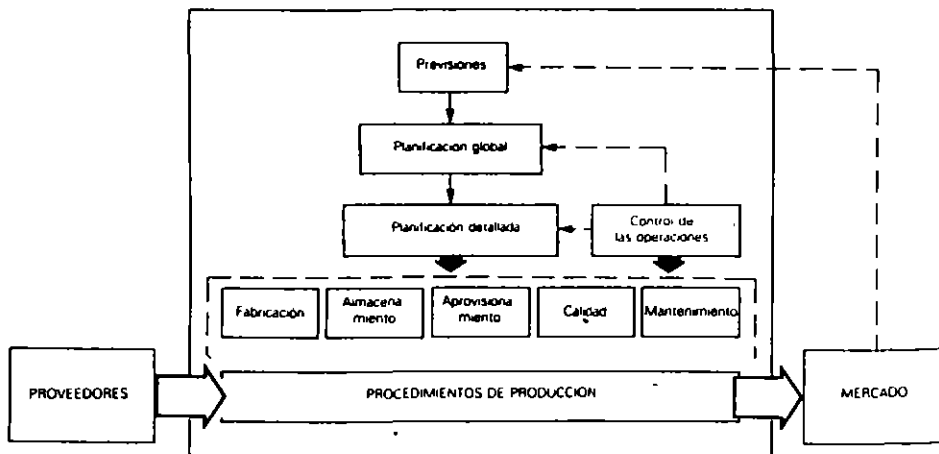 Previsiones
Planificacion global
Planificación detallada
Control de
las operaciones
Fabricación
Almacena
miento
Aprovisiona
miento
Calidad
Mantenimiento
PROVEEDORES
PROCEDIMIENTOS DE PRODUCCION
MERCADO